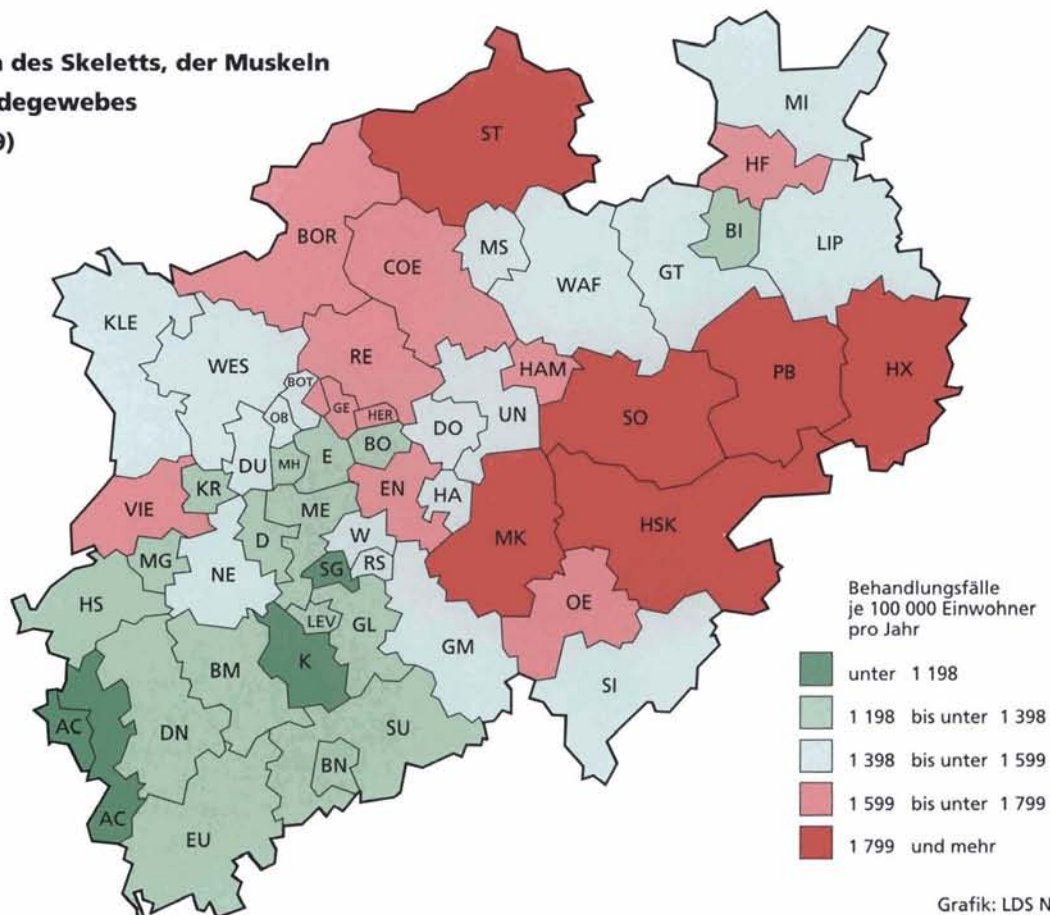 des Skeletts, der Muskeln
degewebes
9)
ST
MI
HF
BOR
MS
BI
LIP
COE
WAF
GT
KLE
WES
RE
HAM
PB
HX
BOT
GE
HER
OB
DO
UN
SO
BO
DU
MH
E
KR
EN
HA
VIE
ME
W
MK
HSK
D
MG
NE
SG
RS
HS
LEV
GL
OE
BM
K
GM
SI
AC
DN
SU
BN
AC
EU
Behandlungsfälle
je 100 000 Einwohner
pro Jahr
unter 1 198
1 198 bis unter 1 398
1 398 bis unter 1 599
1 599 bis unter 1 799
1 799 und mehr
Grafik: LDS N